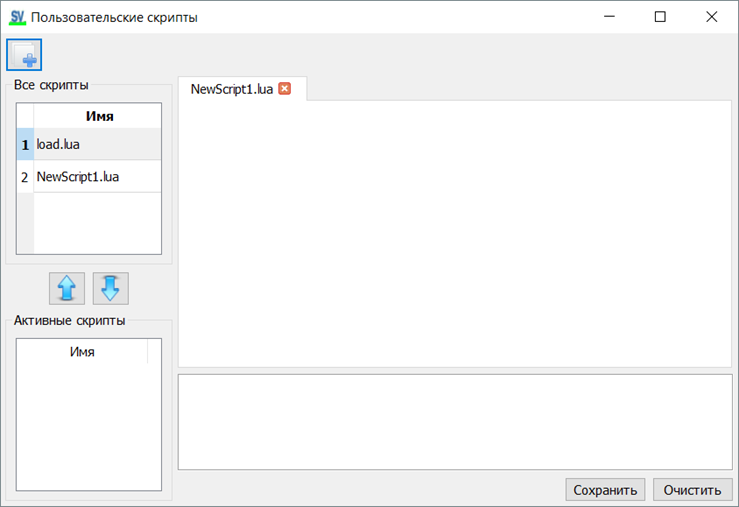 SV Пользовательские скрипты
Все скрипты
Имя
1 load.lua
2 NewScript1.lua
Активные скрипты
Имя
NewScript1.lua
Сохранить Очистить